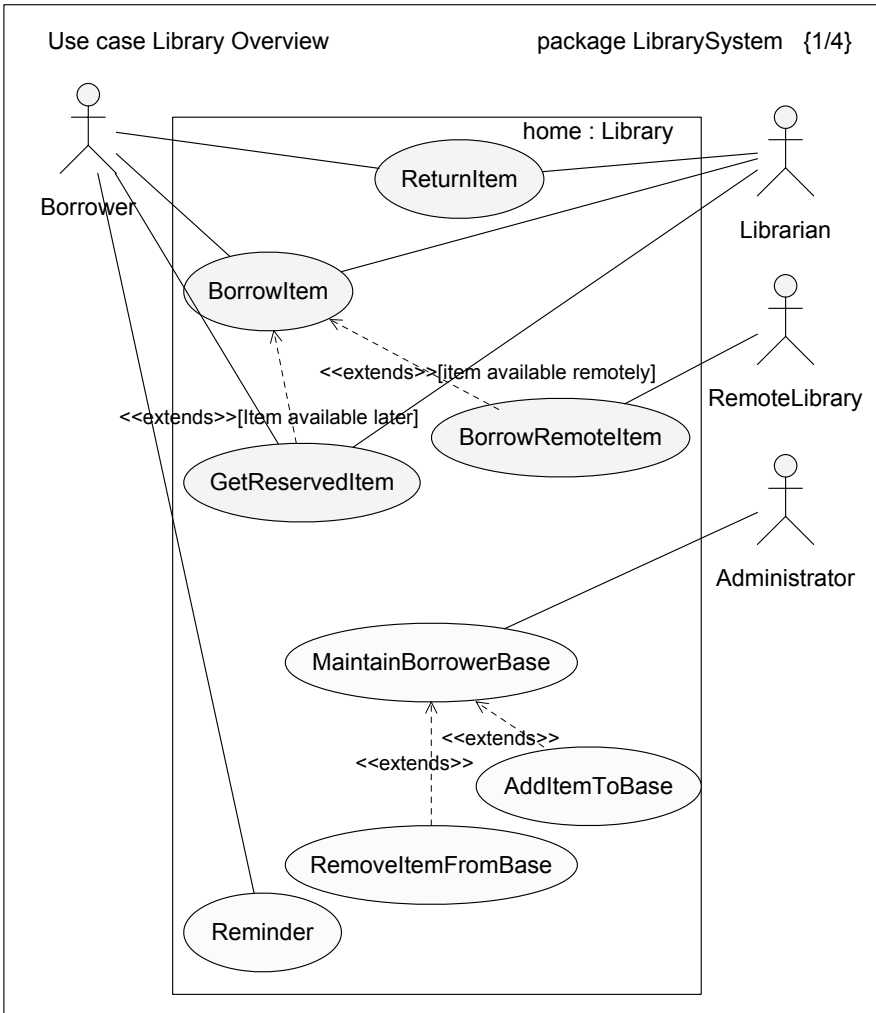 Use case Library Overview
package LibrarySystem {1/4}
home : Library
ReturnItem
Borrower
Librarian
BorrowItem
<<extends>>[item available remotely]
RemoteLibrary
<<extends>>[Item available later]
BorrowRemoteItem
GetReservedItem
Administrator
MaintainBorrowerBase
<<extends>>
<<extends>>
AddItemToBase
RemoveItemFromBase
Reminder